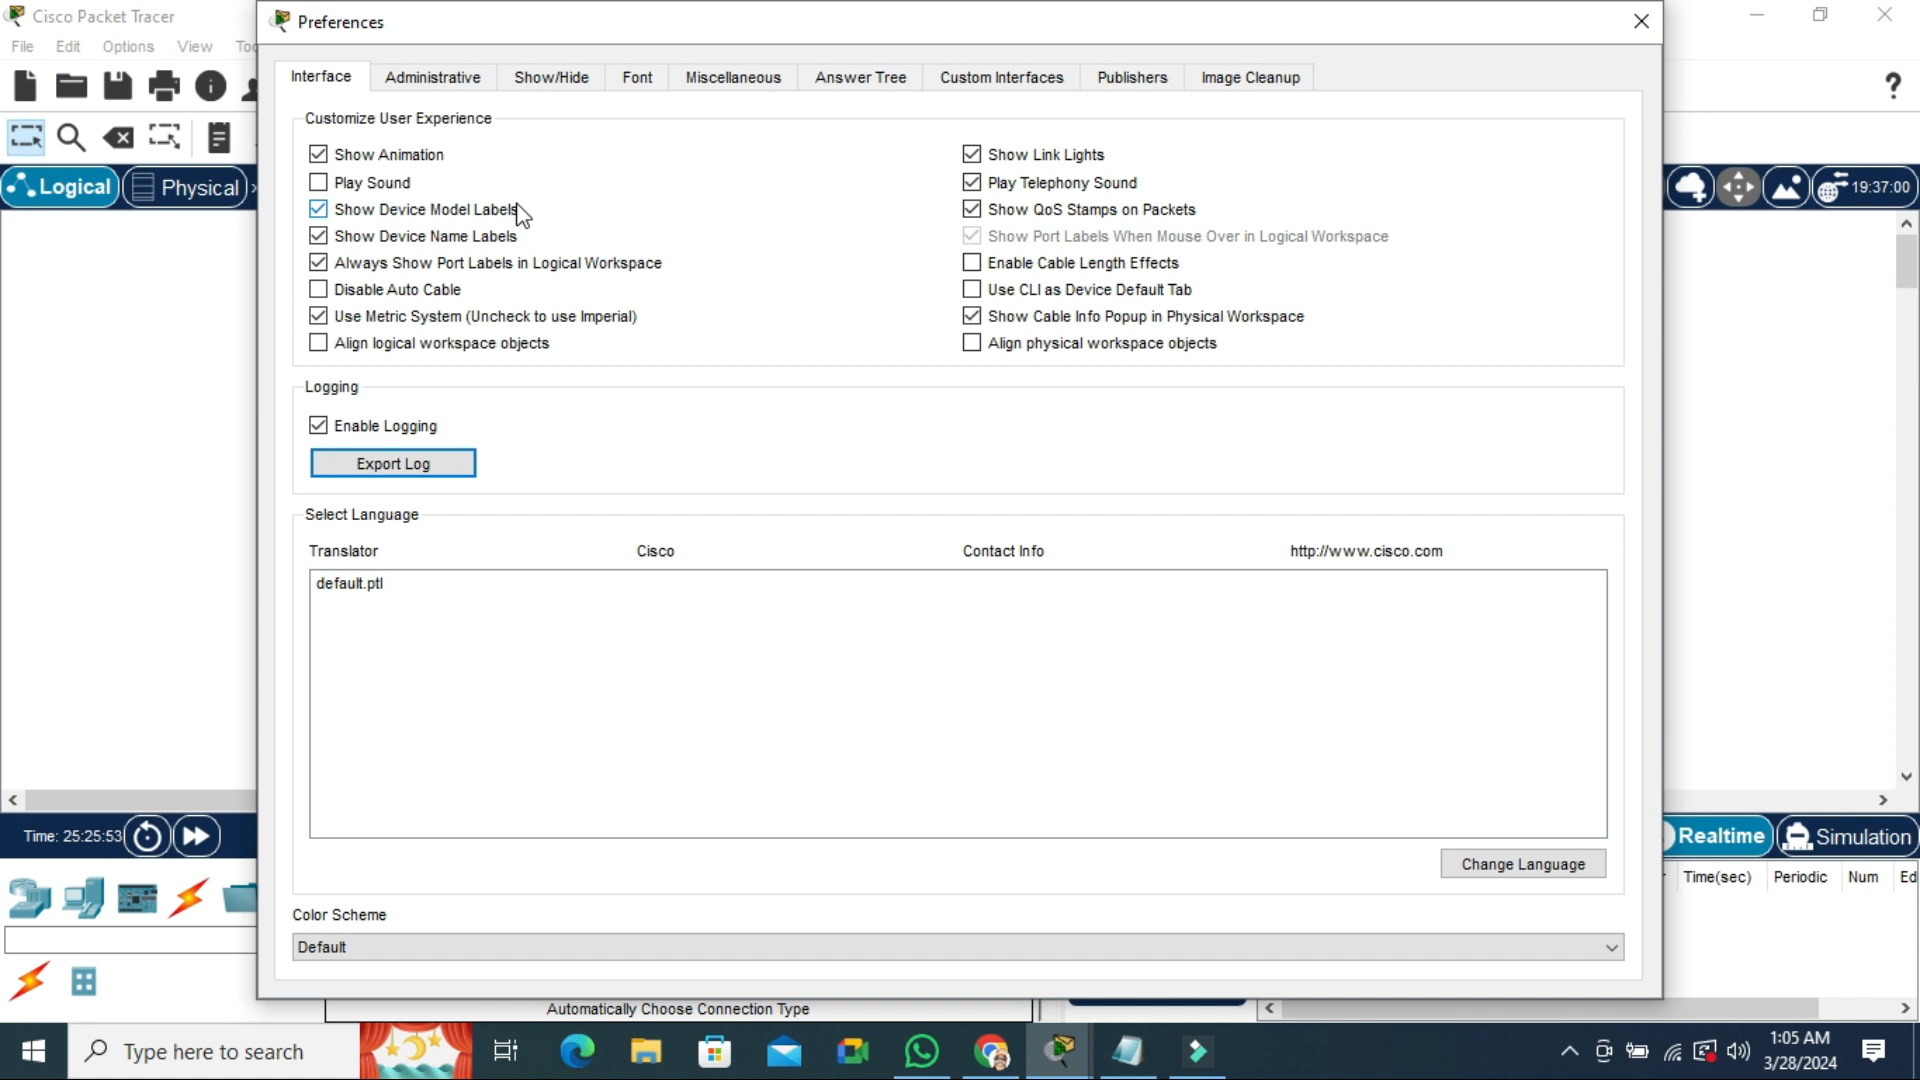 Cisco Packet Tracer
Preferences
File Edit Options View
Interface Administrative Show/Hide Font Miscellaneous Answer Tree Custom Interfaces Publishers Image Cleanup
?
Customize User Experience
Show Animation
Show Link Lights
Play Sound
Play Telephony Sound
Show Device Model Labels
Show QoS Stamps on Packets
Show Device Name Labels
Show Port Labels When Mouse Over in Logical Workspace
Always Show Port Labels in Logical Workspace
Enable Cable Length Effects
Disable Auto Cable
Use CLI as Device Default Tab
Use Metric System (Uncheck to use Imperial)
Show Cable Info Popup in Physical Workspace
Align logical workspace objects
Align physical workspace objects
Logical Physical
19:37:00
Logging
Enable Logging
Export Log
Select Language
Translator Cisco Contact Info http://www.cisco.com
default.ptl
Change Language
Color Scheme
Default
Time: 25:25:53
Realtime Simulation
Time(sec) Periodic Num Ed
Automatically Choose Connection Type
Type here to search
1:05 AM
3/28/2024